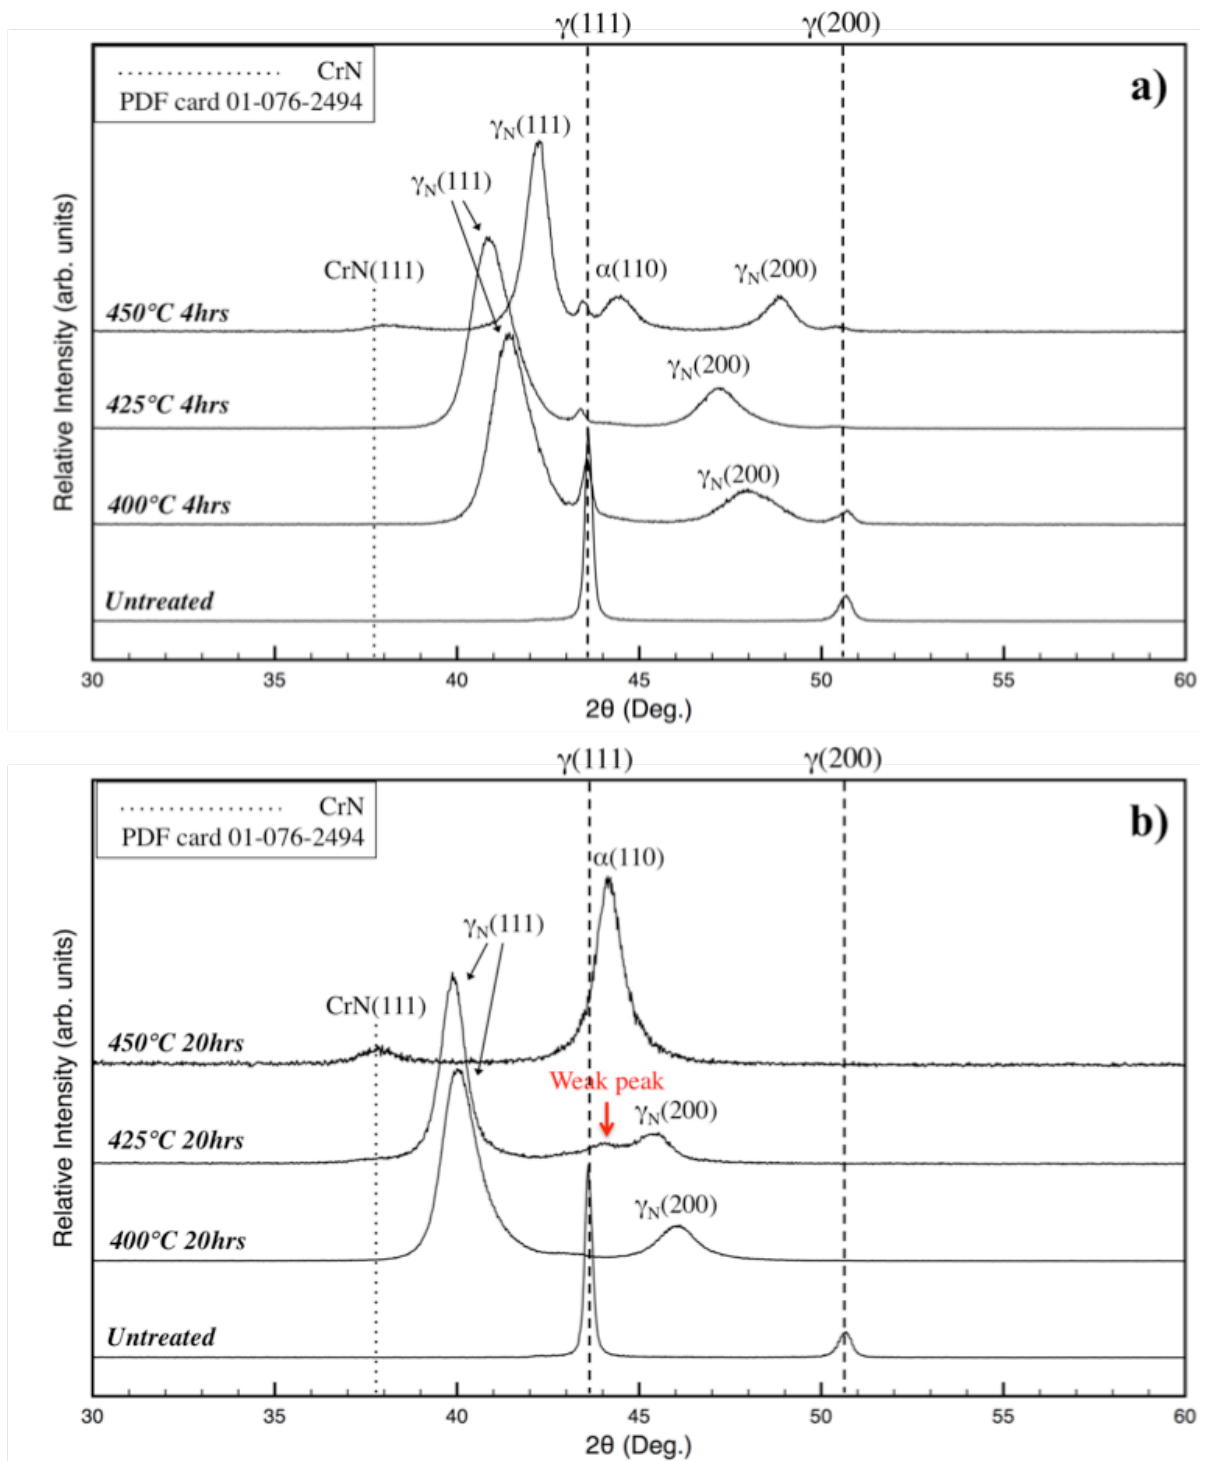 γ(111) γ(200)
CrN
PDF card 01-076-2494
a)
γN(111)
γN(111)
CrN(111) α(110) γN(200)
450°C 4hrs
γN(200)
425°C 4hrs
γN(200)
400°C 4hrs
Untreated
Relative Intensity (arb. units)
30 35 40 45 50 55 60
2θ (Deg.)
γ(111) γ(200)
CrN
PDF card 01-076-2494
b)
α(110)
γN(111)
CrN(111)
450°C 20hrs
Weak peak
γN(200)
425°C 20hrs
γN(200)
400°C 20hrs
Untreated
Relative Intensity (arb. units)
30 35 40 45 50 55 60
2θ (Deg.)